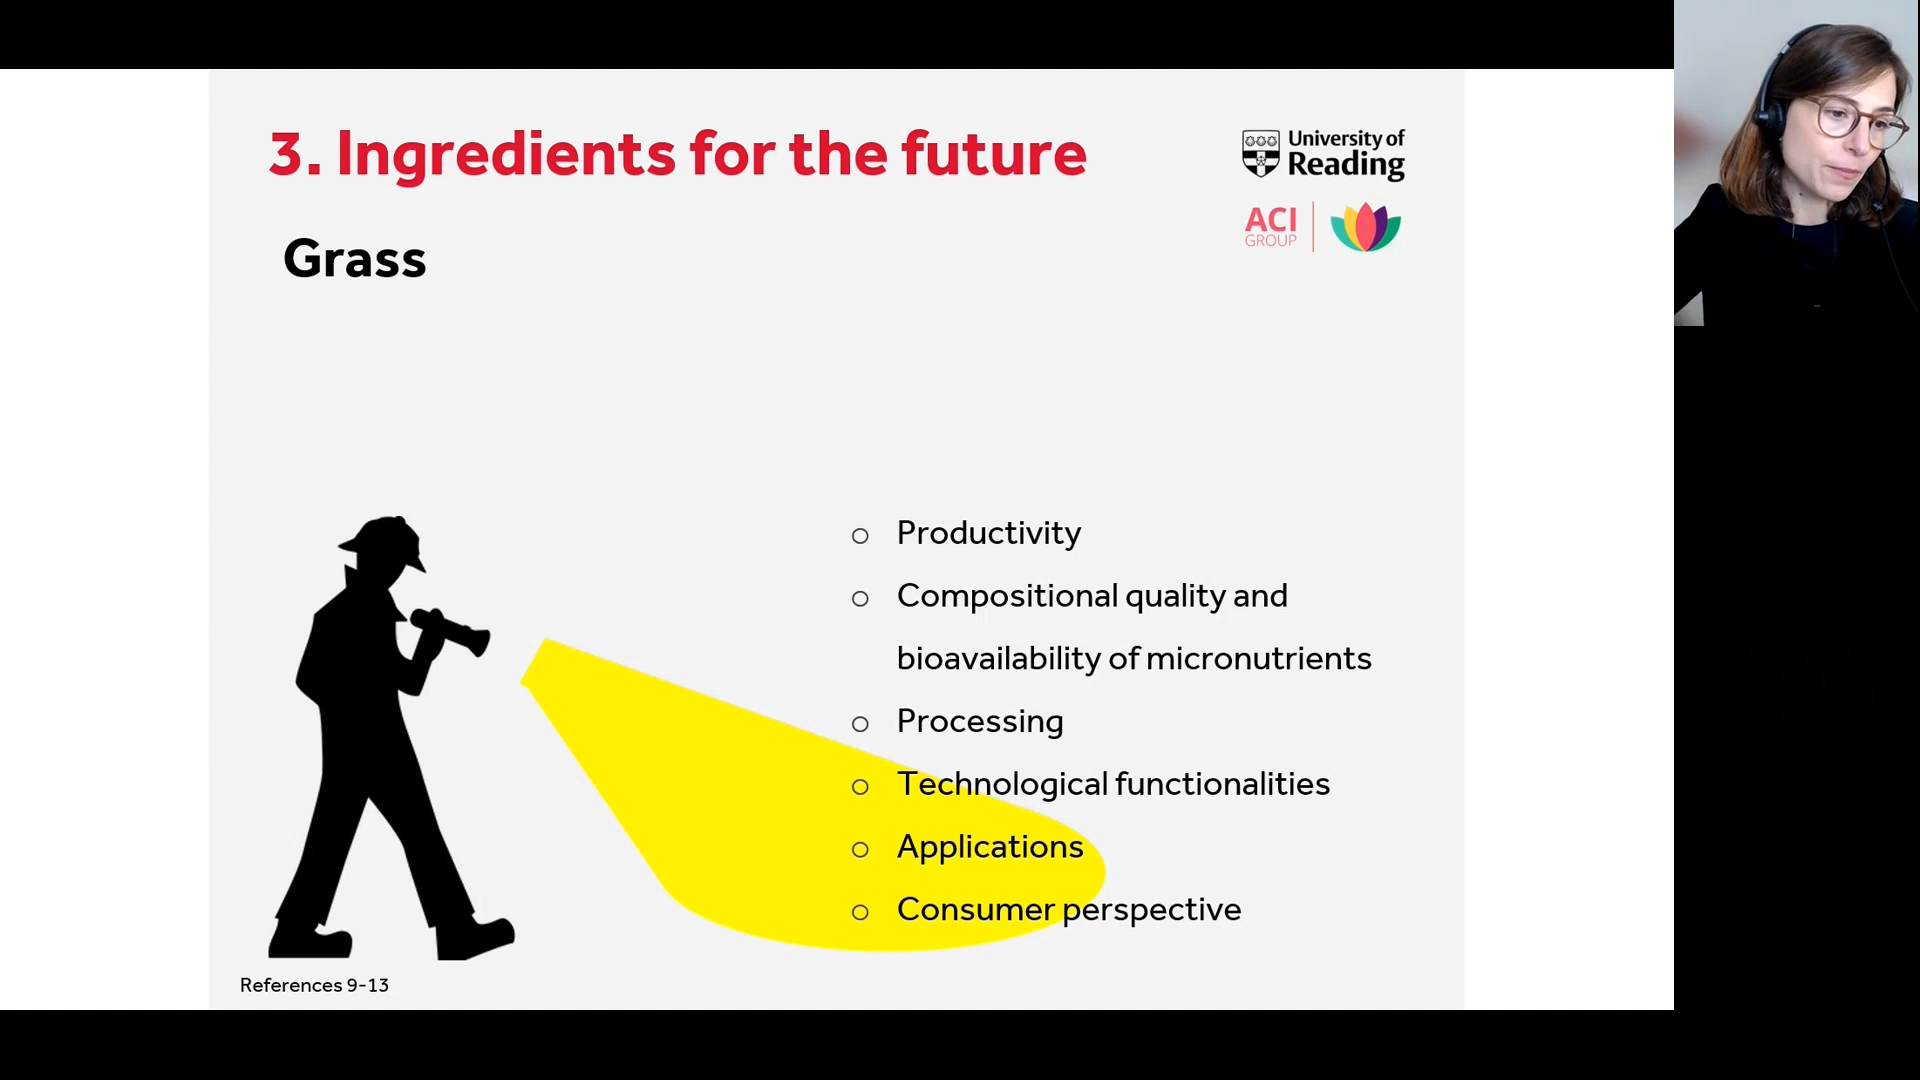 3. Ingredients for the future
University of
Reading
ACI
GROUP
Grass
Productivity
Compositional quality and
bioavailability of micronutrients
Processing
Technological functionalities
Applications
Consumer perspective
References 9-13